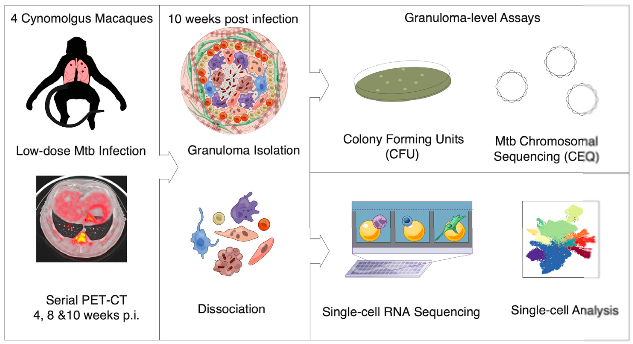 4 Cynomolgus Macaques
Low-dose Mtb Infection
Serial PET-CT
4, 8 &10 weeks p.i.
10 weeks post infection
Granuloma Isolation
Dissociation
Granuloma-level Assays
Colony Forming Units
(CFU)
Mtb Chromosomal
Sequencing (CEQ)
Single-cell RNA Sequencing
Single-cell Analysis